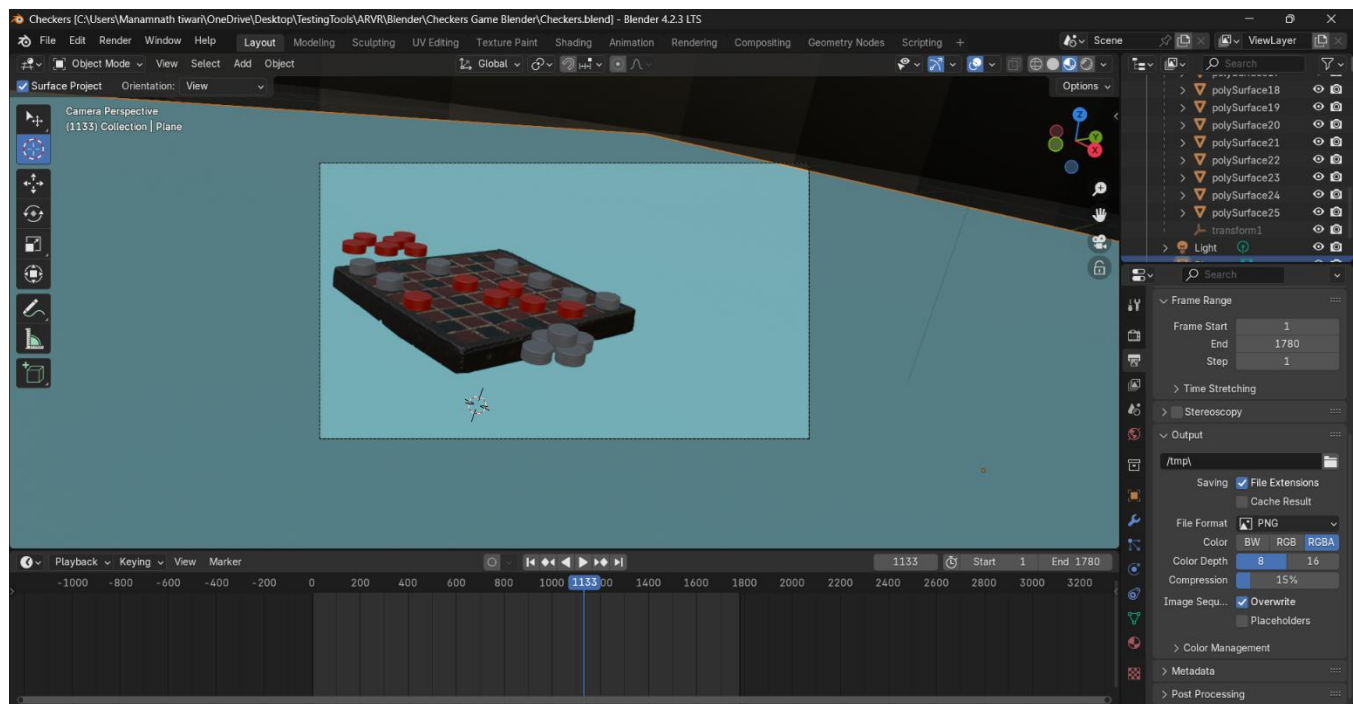 Checkers [C:\Users\Manamnath tiwari\OneDrive\Desktop\TestingTools\ARVR\Blender\Checkers Game Blender\Checkers.blend] - Blender 4.2.3 LTS
File Edit Render Window Help Layout Modeling Sculpting UV Editing Texture Paint Shading Animation Rendering Compositing Geometry Nodes Scripting + Scene ViewLayer
Object Mode View Select Add Object Global Search
Surface Project Orientation: View Options
Camera Perspective
(1133) Collection | Plane
Z
Y
X
polySurface18
polySurface19
polySurface20
polySurface21
polySurface22
polySurface23
polySurface24
polySurface25
transform1
Light
Search
Frame Range
Frame Start 1
End 1780
Step 1
Time Stretching
Stereoscopy
Output
/tmp\
Saving File Extensions
Cache Result
File Format PNG
Color BW RGB RGBA
Color Depth 8 16
Compression 15%
Image Sequ... Overwrite
Placeholders
Color Management
Metadata
Post Processing
Playback Keying View Marker 1133 Start 1 End 1780
-1000 -800 -600 -400 -200 0 200 400 600 800 1000 1133 00 1400 1600 1800 2000 2200 2400 2600 2800 3000 3200